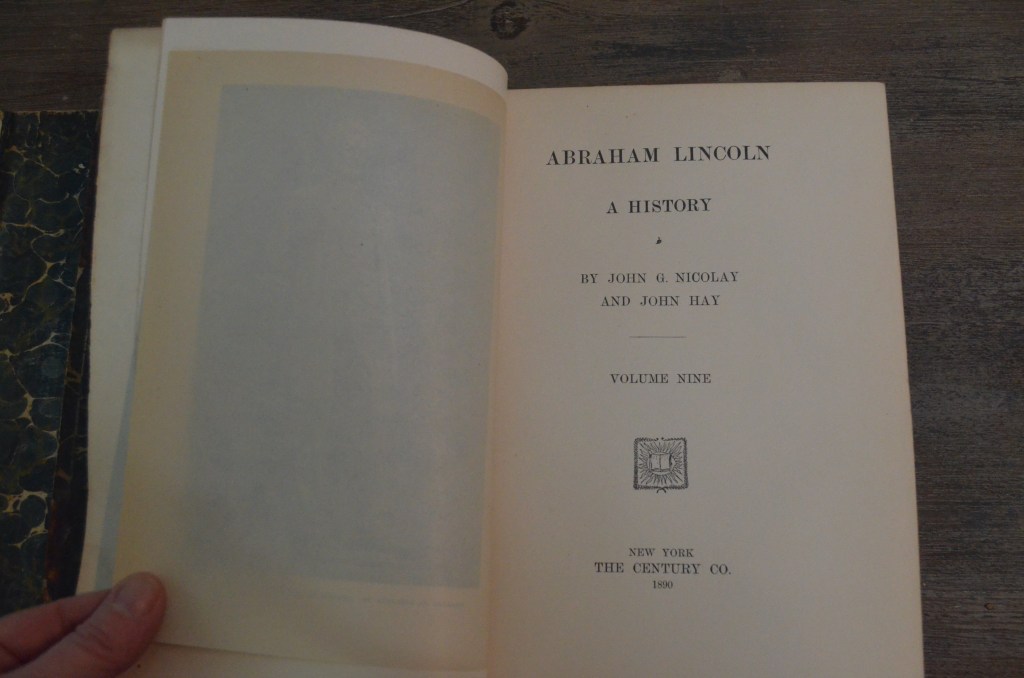 ABRAHAM LINCOLN
A HISTORY
BY JOHN G. NICOLAY
AND JOHN HAY
VOLUME NINE
NEW YORK
THE CENTURY CO.
1890